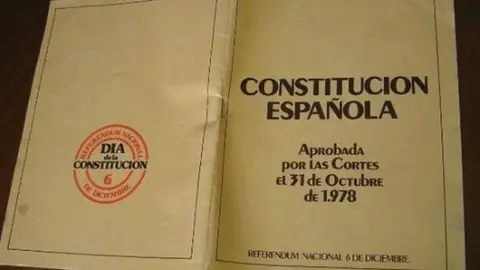 REFERENDUM NACIONAL
DIA
de la
CONSTITUCION
6
DE DICIEMBRE
CONSTITUCION
ESPAÑOLA
Aprobada
por las Cortes
el 31 de Octubre
de 1.978
REFERENDUM NACIONAL 6 DE DICIEMBRE.